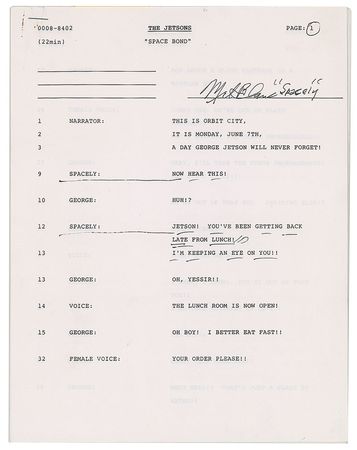 0008-8402 THE JETSONS PAGE: 1
(22min) "SPACE BOND"
"SPACELY"
1 NARRATOR: THIS IS ORBIT CITY,
2 IT IS MONDAY, JUNE 7TH,
3 A DAY GEORGE JETSON WILL NEVER FORGET!
9 SPACELY: NOW HEAR THIS!
10 GEORGE: HUH!?
12 SPACELY: JETSON! YOU'VE BEEN GETTING BACK
LATE FROM LUNCH!
13 I'M KEEPING AN EYE ON YOU!!
13 GEORGE: OH, YESSIR!!
14 VOICE: THE LUNCH ROOM IS NOW OPEN!
15 GEORGE: OH BOY! I BETTER EAT FAST!!
32 FEMALE VOICE: YOUR ORDER PLEASE!!